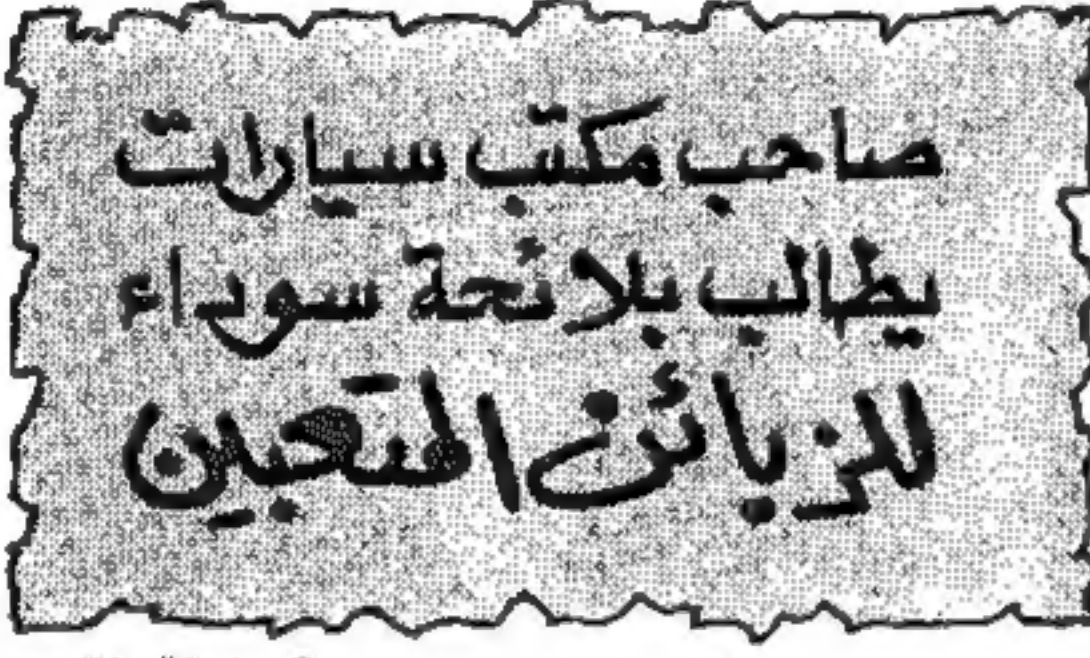 صاحب مكتب سيارات
يطالب بلائحة سوداء
للزبائن المتعبين